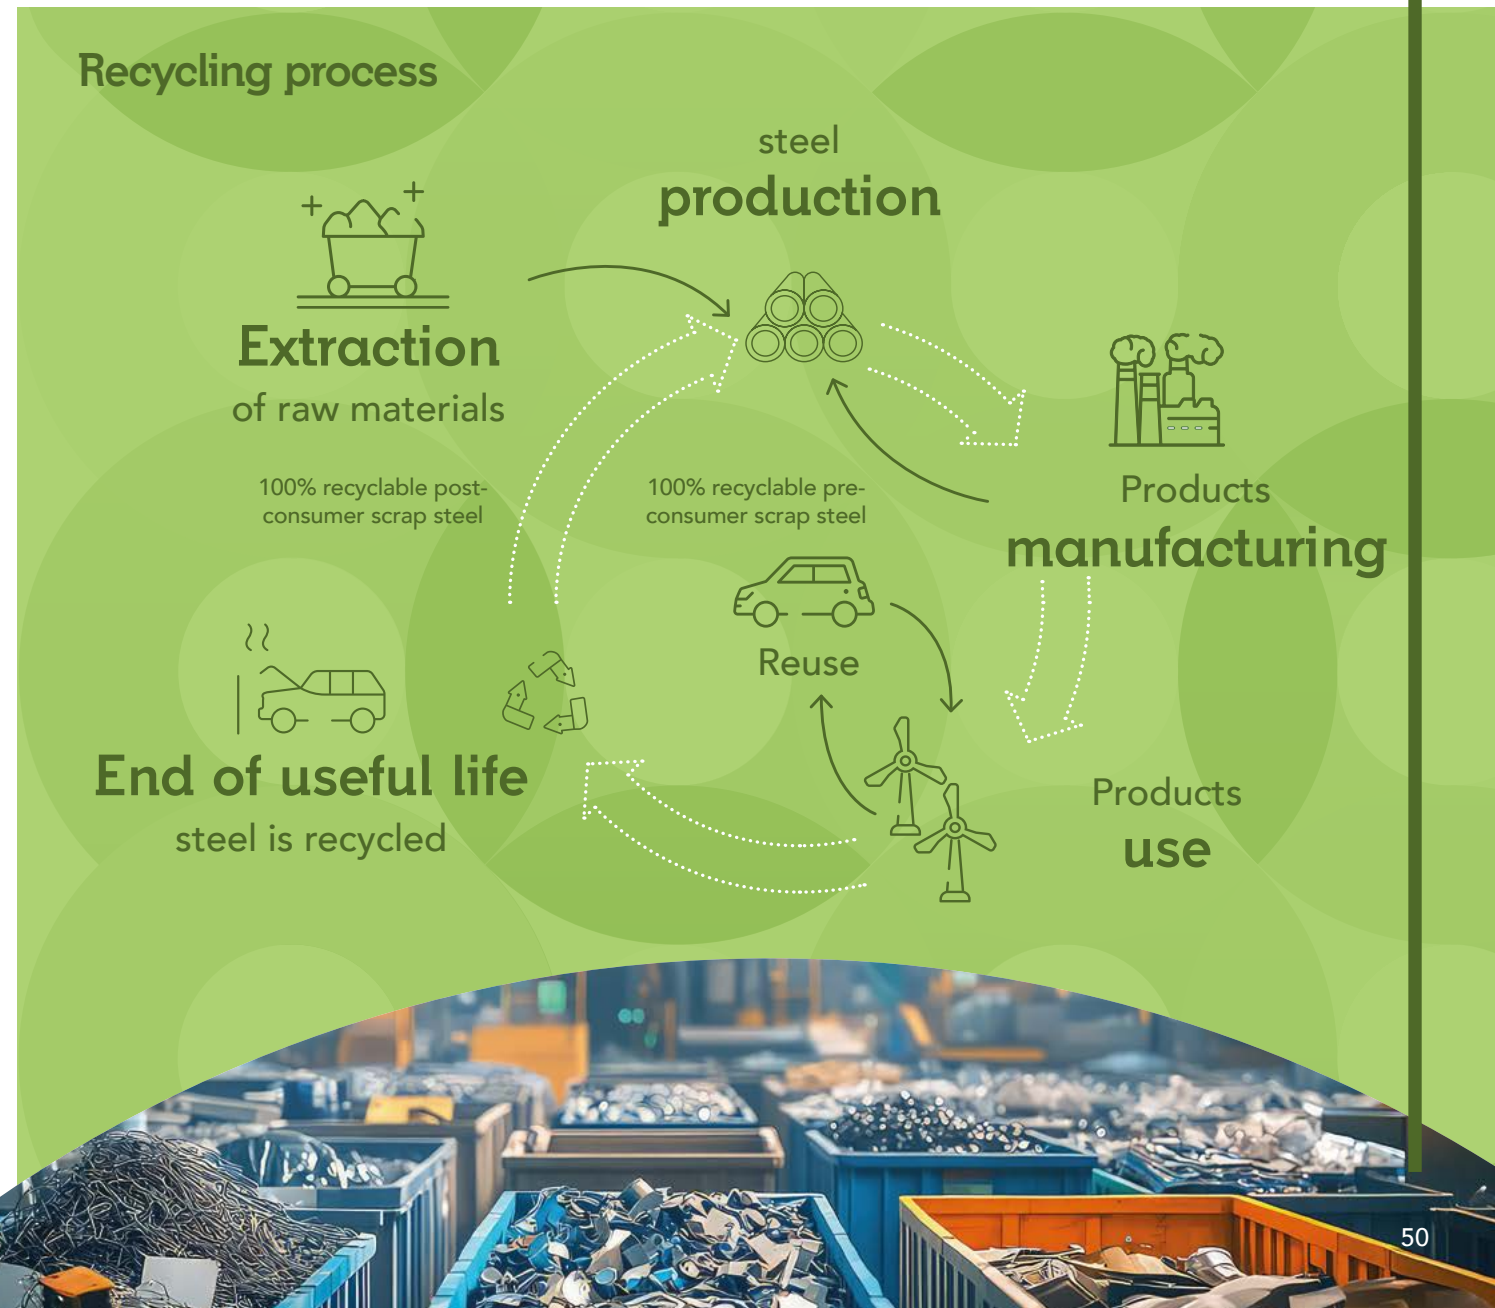 Recycling process
steel
production
Extraction
of raw materials
100% recyclable post-
consumer scrap steel
100% recyclable pre-
consumer scrap steel
Products
manufacturing
Reuse
End of useful life
steel is recycled
Products
use
50